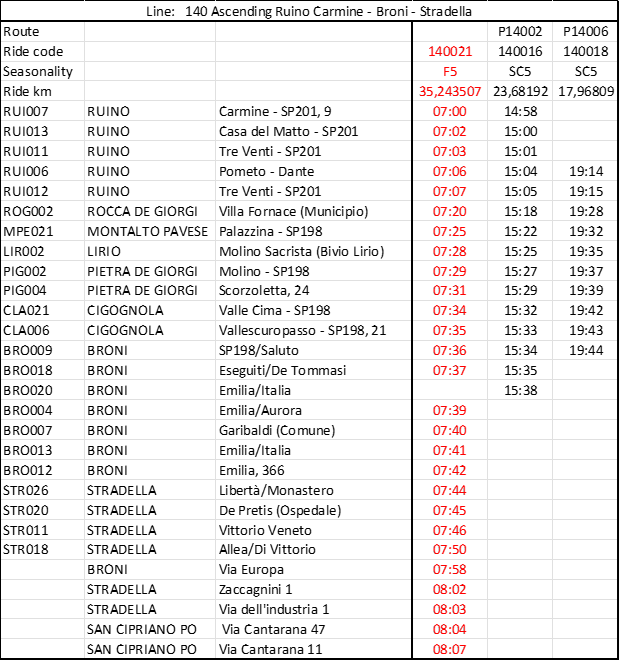 Line: 140 Ascending Ruino Carmine - Broni - Stradella
Route P14002 P14006
Ride code 140021 140016 140018
Seasonality F5 SC5 SC5
Ride km 35,243507 23,68192 17,96809
RUI007 RUINO Carmine - SP201, 9 07:00 14:58
RUI013 RUINO Casa del Matto - SP201 07:02 15:00
RUI011 RUINO Tre Venti - SP201 07:03 15:01
RUI006 RUINO Pometo - Dante 07:06 15:04 19:14
RUI012 RUINO Tre Venti - SP201 07:07 15:05 19:15
ROG002 ROCCA DE GIORGI Villa Fornace (Municipio) 07:20 15:18 19:28
MPE021 MONTALTO PAVESE Palazzina - SP198 07:25 15:22 19:32
LIR002 LIRIO Molino Sacrista (Bivio Lirio) 07:28 15:25 19:35
PIG002 PIETRA DE GIORGI Molino - SP198 07:29 15:27 19:37
PIG004 PIETRA DE GIORGI Scorzoletta, 24 07:31 15:29 19:39
CLA021 CIGOGNOLA Valle Cima - SP198 07:34 15:32 19:42
CLA006 CIGOGNOLA Vallescuropasso - SP198, 21 07:35 15:33 19:43
BRO009 BRONI SP198/Saluto 07:36 15:34 19:44
BRO018 BRONI Eseguiti/De Tommasi 07:37 15:35
BRO020 BRONI Emilia/Italia 15:38
BRO004 BRONI Emilia/Aurora 07:39
BRO007 BRONI Garibaldi (Comune) 07:40
BRO013 BRONI Emilia/Italia 07:41
BRO012 BRONI Emilia, 366 07:42
STR026 STRADELLA Libertà/Monastero 07:44
STR020 STRADELLA De Pretis (Ospedale) 07:45
STR011 STRADELLA Vittorio Veneto 07:46
STR018 STRADELLA Allea/Di Vittorio 07:50
BRONI Via Europa 07:58
STRADELLA Zaccagnini 1 08:02
STRADELLA Via dell'industria 1 08:03
SAN CIPRIANO PO Via Cantarana 47 08:04
SAN CIPRIANO PO Via Cantarana 11 08:07